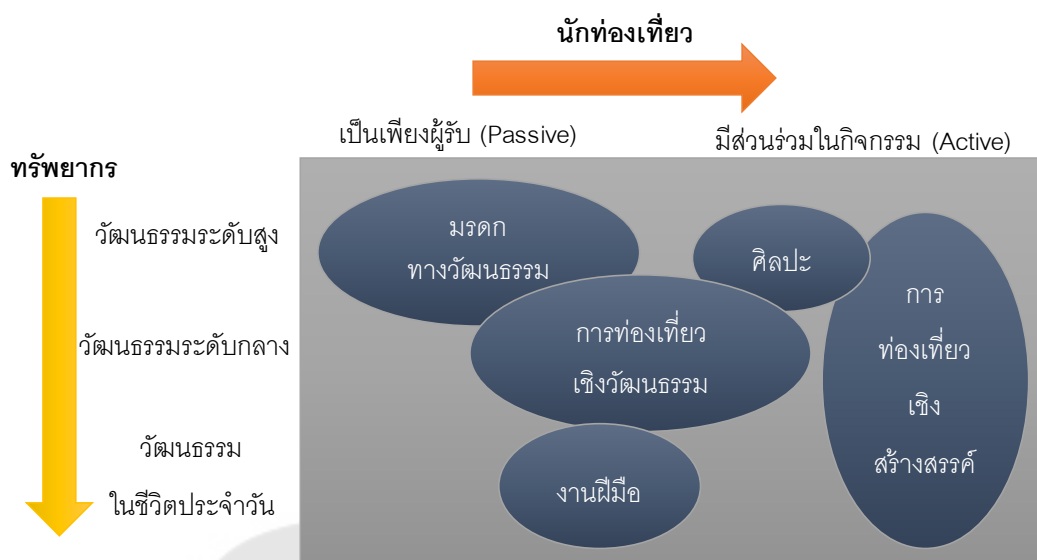 นักท่องเที่ยว
เป็นเพียงผู้รับ (Passive)
มีส่วนร่วมในกิจกรรม (Active)
ทรัพยากร
วัฒนธรรมระดับสูง
มรดก
ทางวัฒนธรรม
ศิลปะ
การ
ท่องเที่ยว
เชิง
สร้างสรรค์
วัฒนธรรมระดับกลาง
การท่องเที่ยว
เชิงวัฒนธรรม
วัฒนธรรม
ในชีวิตประจำวัน
งานฝีมือ